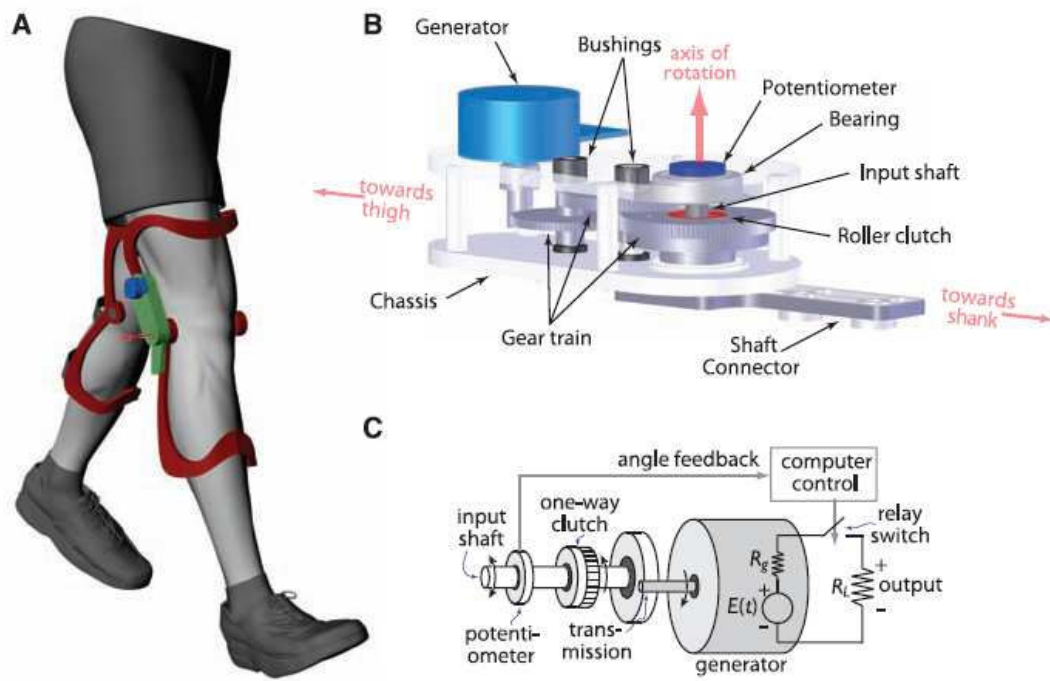 A
B
Generator
Bushings
axis of
rotation
Potentiometer
Bearing
Input shaft
Roller clutch
towards
thigh
Chassis
Gear train
towards
shank
Shaft
Connector
C
angle feedback
computer
control
one-way
clutch
input
shaft
relay
switch
R_g
E(t)
+
-
R_L
+
output
-
potenti-
ometer
trans-
mission
generator